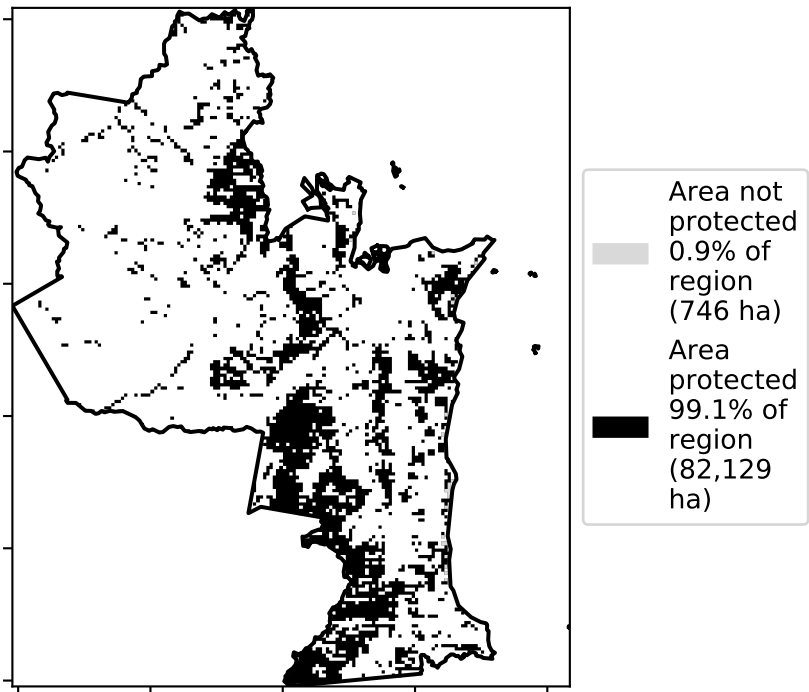 Area not
protected
0.9% of
region
(746 ha)
Area
protected
99.1% of
region
(82,129
ha)